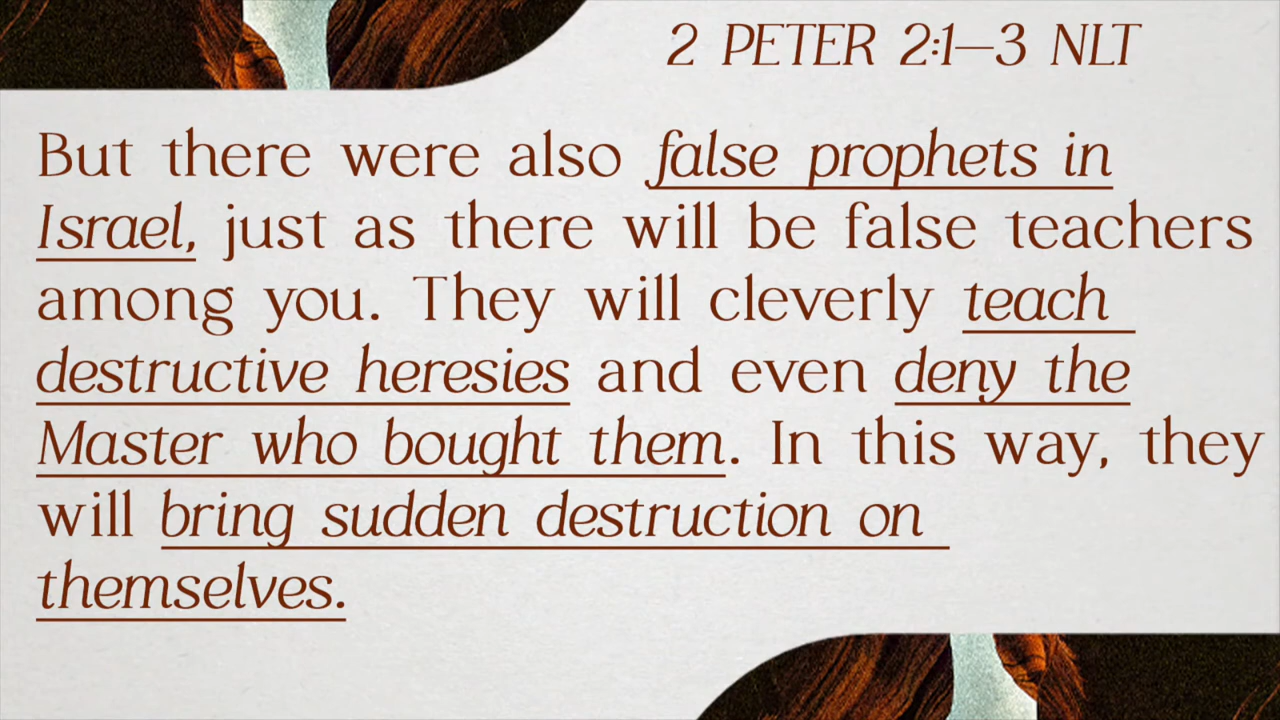 2 PETER 2:1–3 NLT
But there were also false prophets in
Israel, just as there will be false teachers
among you. They will cleverly teach
destructive heresies and even deny the
Master who bought them. In this way, they
will bring sudden destruction on
themselves.